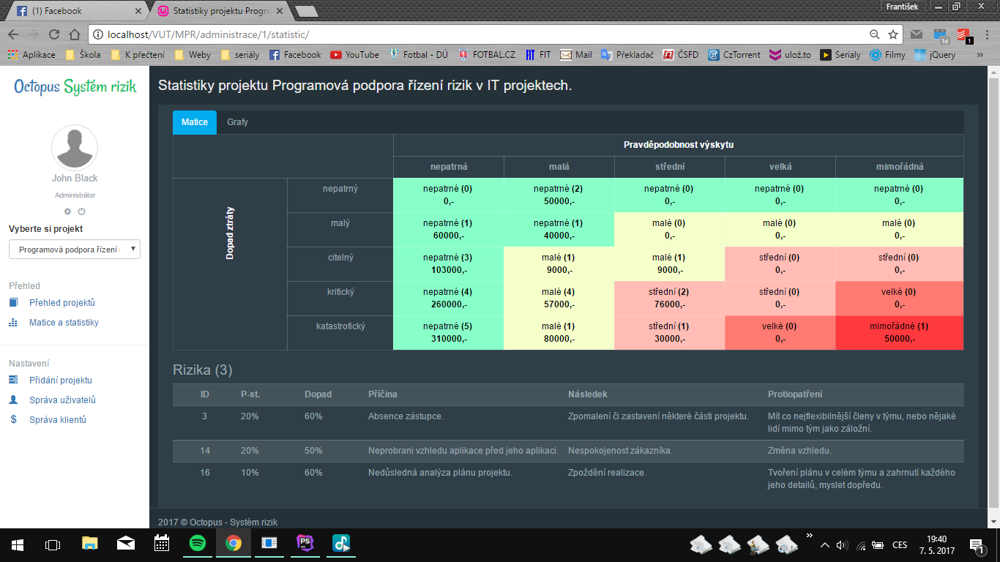 (1) Facebook
Statistiky projektu Progra
František
localhost/VUT/MPR/administrace/1/statistic/
1d
1
Aplikace Škola K přečtení Weby seriály Facebook YouTube Fotbal - DÚ FOTBAL.CZ FIT Mail Překladač ČSFD CzTorrent ulož.to Serialy Filmy jQuery »
Octopus Systém rizik
John Black
Administrátor
Vyberte si projekt
Programová podpora řízení
Přehled
Přehled projektů
Matice a statistiky
Nastavení
Přidání projektu
Správa uživatelů
$ Správa klientů
Statistiky projektu Programová podpora řízení rizik v IT projektech.
Matice Grafy
Pravděpodobnost výskytu
nepatrná malá střední velká mimořádná
Dopad ztráty
nepatrný nepatrné (0) nepatrné (2) nepatrné (0) nepatrné (0) nepatrné (0)
0,- 50000,- 0,- 0,- 0,-
malý nepatrné (1) nepatrné (1) malé (0) malé (0) malé (0)
60000,- 40000,- 0,- 0,- 0,-
citelný nepatrné (3) malé (1) malé (1) střední (0) střední (0)
103000,- 9000,- 9000,- 0,- 0,-
kritický nepatrné (4) malé (4) střední (2) střední (0) velké (0)
260000,- 57000,- 76000,- 0,- 0,-
katastrofický nepatrné (5) malé (1) střední (1) velké (0) mimořádné (1)
310000,- 80000,- 30000,- 0,- 50000,-
Rizika (3)
ID P-st. Dopad Příčina Následek Protiopatření
3 20% 60% Absence zástupce. Zpomalení či zastavení některé části projektu. Mít co nejflexibilnější členy v týmu, nebo nějaké
lidí mimo tým jako záložní.
14 20% 50% Neprobrani vzhledu aplikace před jeho aplikaci. Nespokojenost zákazníka. Změna vzhledu.
16 10% 60% Nedůsledná analýza plánu projektu. Zpoždění realizace. Tvoření plánu v celém týmu a zahrnutí každého
jeho detailů, myslet dopředu.
2017 © Octopus - Systém rizik
PS
»
CES
19:40
7. 5. 2017
1